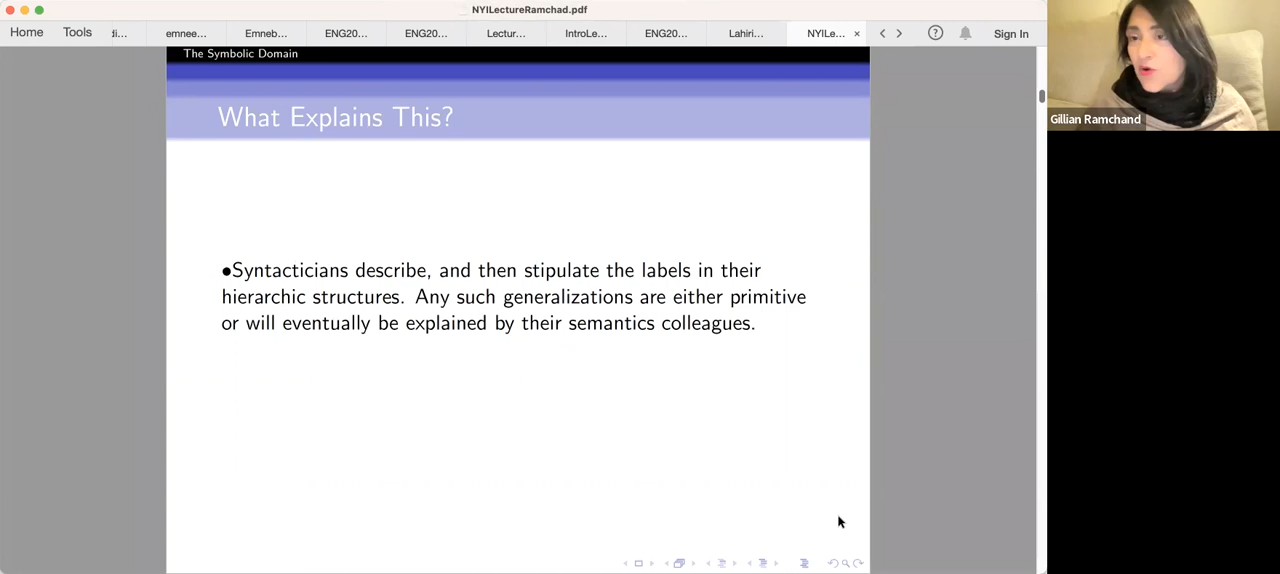 NYILectureRamchad.pdf
Home Tools di... emnee... Emneb... ENG20... ENG20... Lectur... IntroLe... ENG20... Lahiri... NYILe... × Sign In
The Symbolic Domain
What Explains This?
Gillian Ramchand
•Syntacticians describe, and then stipulate the labels in their
hierarchic structures. Any such generalizations are either primitive
or will eventually be explained by their semantics colleagues.